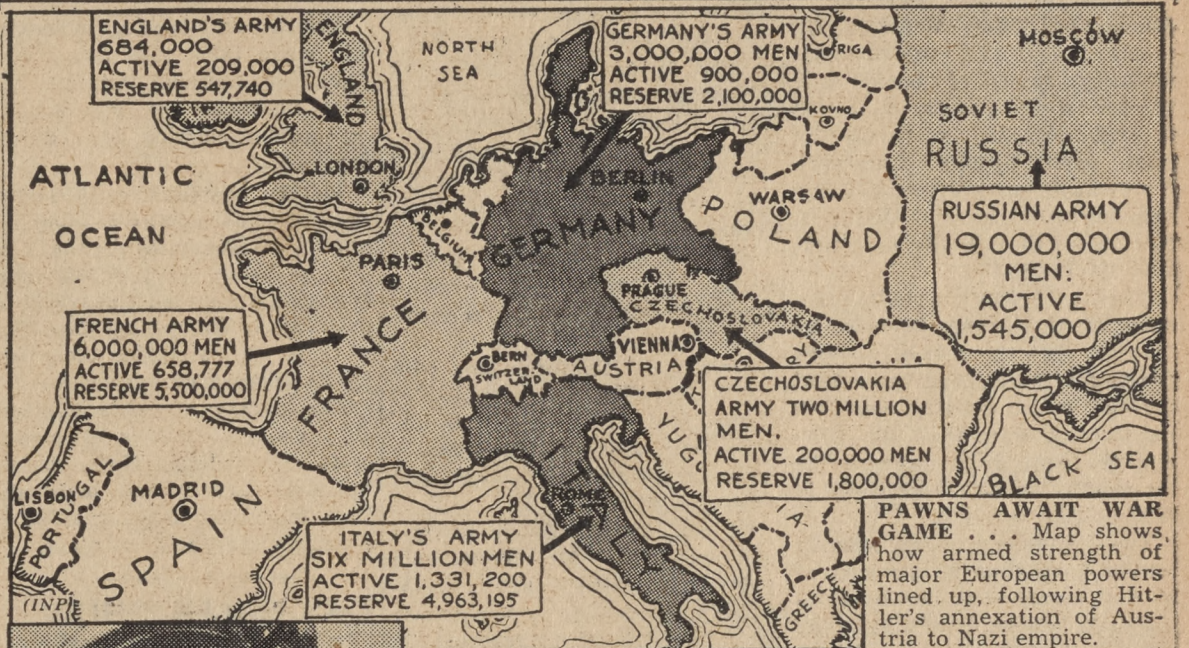 ENGLAND'S ARMY
684,000
ACTIVE 209,000
RESERVE 547,740
ENGLAND
NORTH
SEA
GERMANY'S ARMY
3,000,000 MEN
ACTIVE 900,000
RESERVE 2,100,000
RIGA
MOSCOW
KOVNO
SOVIET
RUSSIA
ATLANTIC
OCEAN
LONDON
BERLIN
WARSAW
POLAND
BELGIUM
GERMANY
RUSSIAN ARMY
19,000,000
MEN:
ACTIVE
1,545,000
PARIS
PRAGUE
CZECHOSLOVAKIA
FRENCH ARMY
6,000,000 MEN
ACTIVE 658,777
RESERVE 5,500,000
FRANCE
BERN
SWITZER-
LAND
VIENNA
AUSTRIA
RY
CZECHOSLOVAKIA
ARMY TWO MILLION
MEN.
ACTIVE 200,000 MEN
RESERVE 1,800,000
YUGO
IA
BLACK SEA
LISBON
PORTUGAL
MADRID
SPAIN
ITALY
ROME
ITALY'S ARMY
SIX MILLION MEN
ACTIVE 1,331,200
RESERVE 4,963,195
GREECE
(INP)
PAWNS AWAIT WAR
GAME . . . Map shows
how armed strength of
major European powers
lined up, following Hit-
ler's annexation of Aus-
tria to Nazi empire.